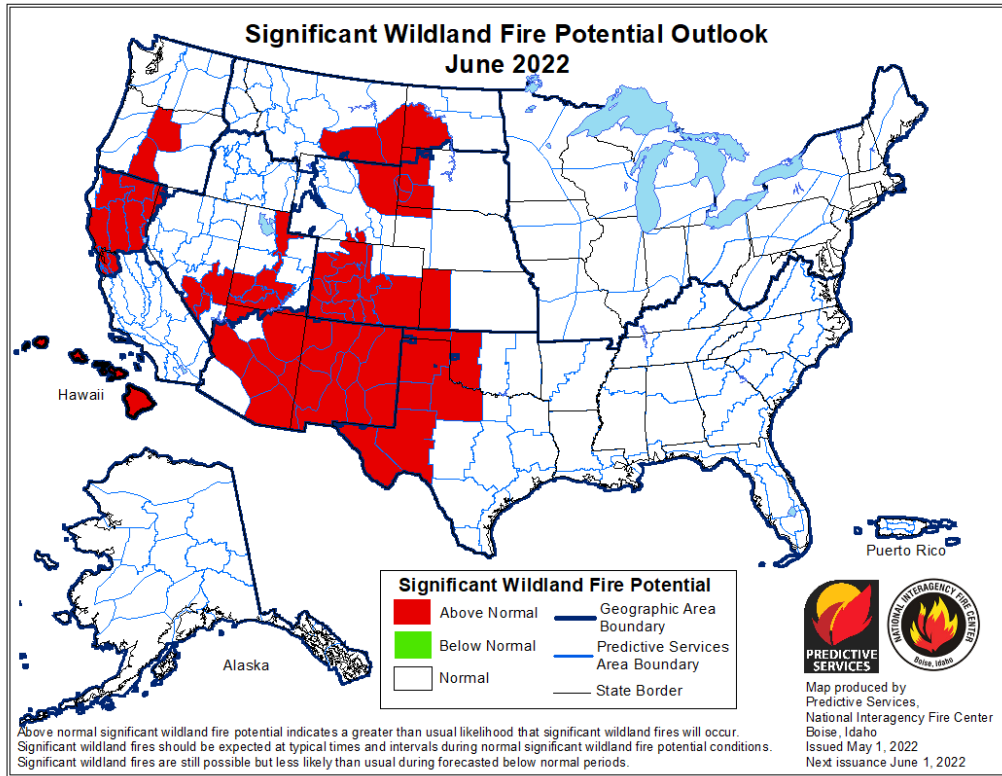 Significant Wildland Fire Potential Outlook
June 2022
Hawaii
Alaska
Puerto Rico
Significant Wildland Fire Potential
Above Normal
Below Normal
Normal
Geographic Area
Boundary
Predictive Services
Area Boundary
State Border
PREDICTIVE
SERVICES
NATIONAL INTERAGENCY FIRE CENTER
Boise, Idaho
Map produced by
Predictive Services,
National Interagency Fire Center
Boise, Idaho
Issued May 1, 2022
Next issuance June 1, 2022
Above normal significant wildland fire potential indicates a greater than usual likelihood that significant wildland fires will occur.
Significant wildland fires should be expected at typical times and intervals during normal significant wildland fire potential conditions.
Significant wildland fires are still possible but less likely than usual during forecasted below normal periods.